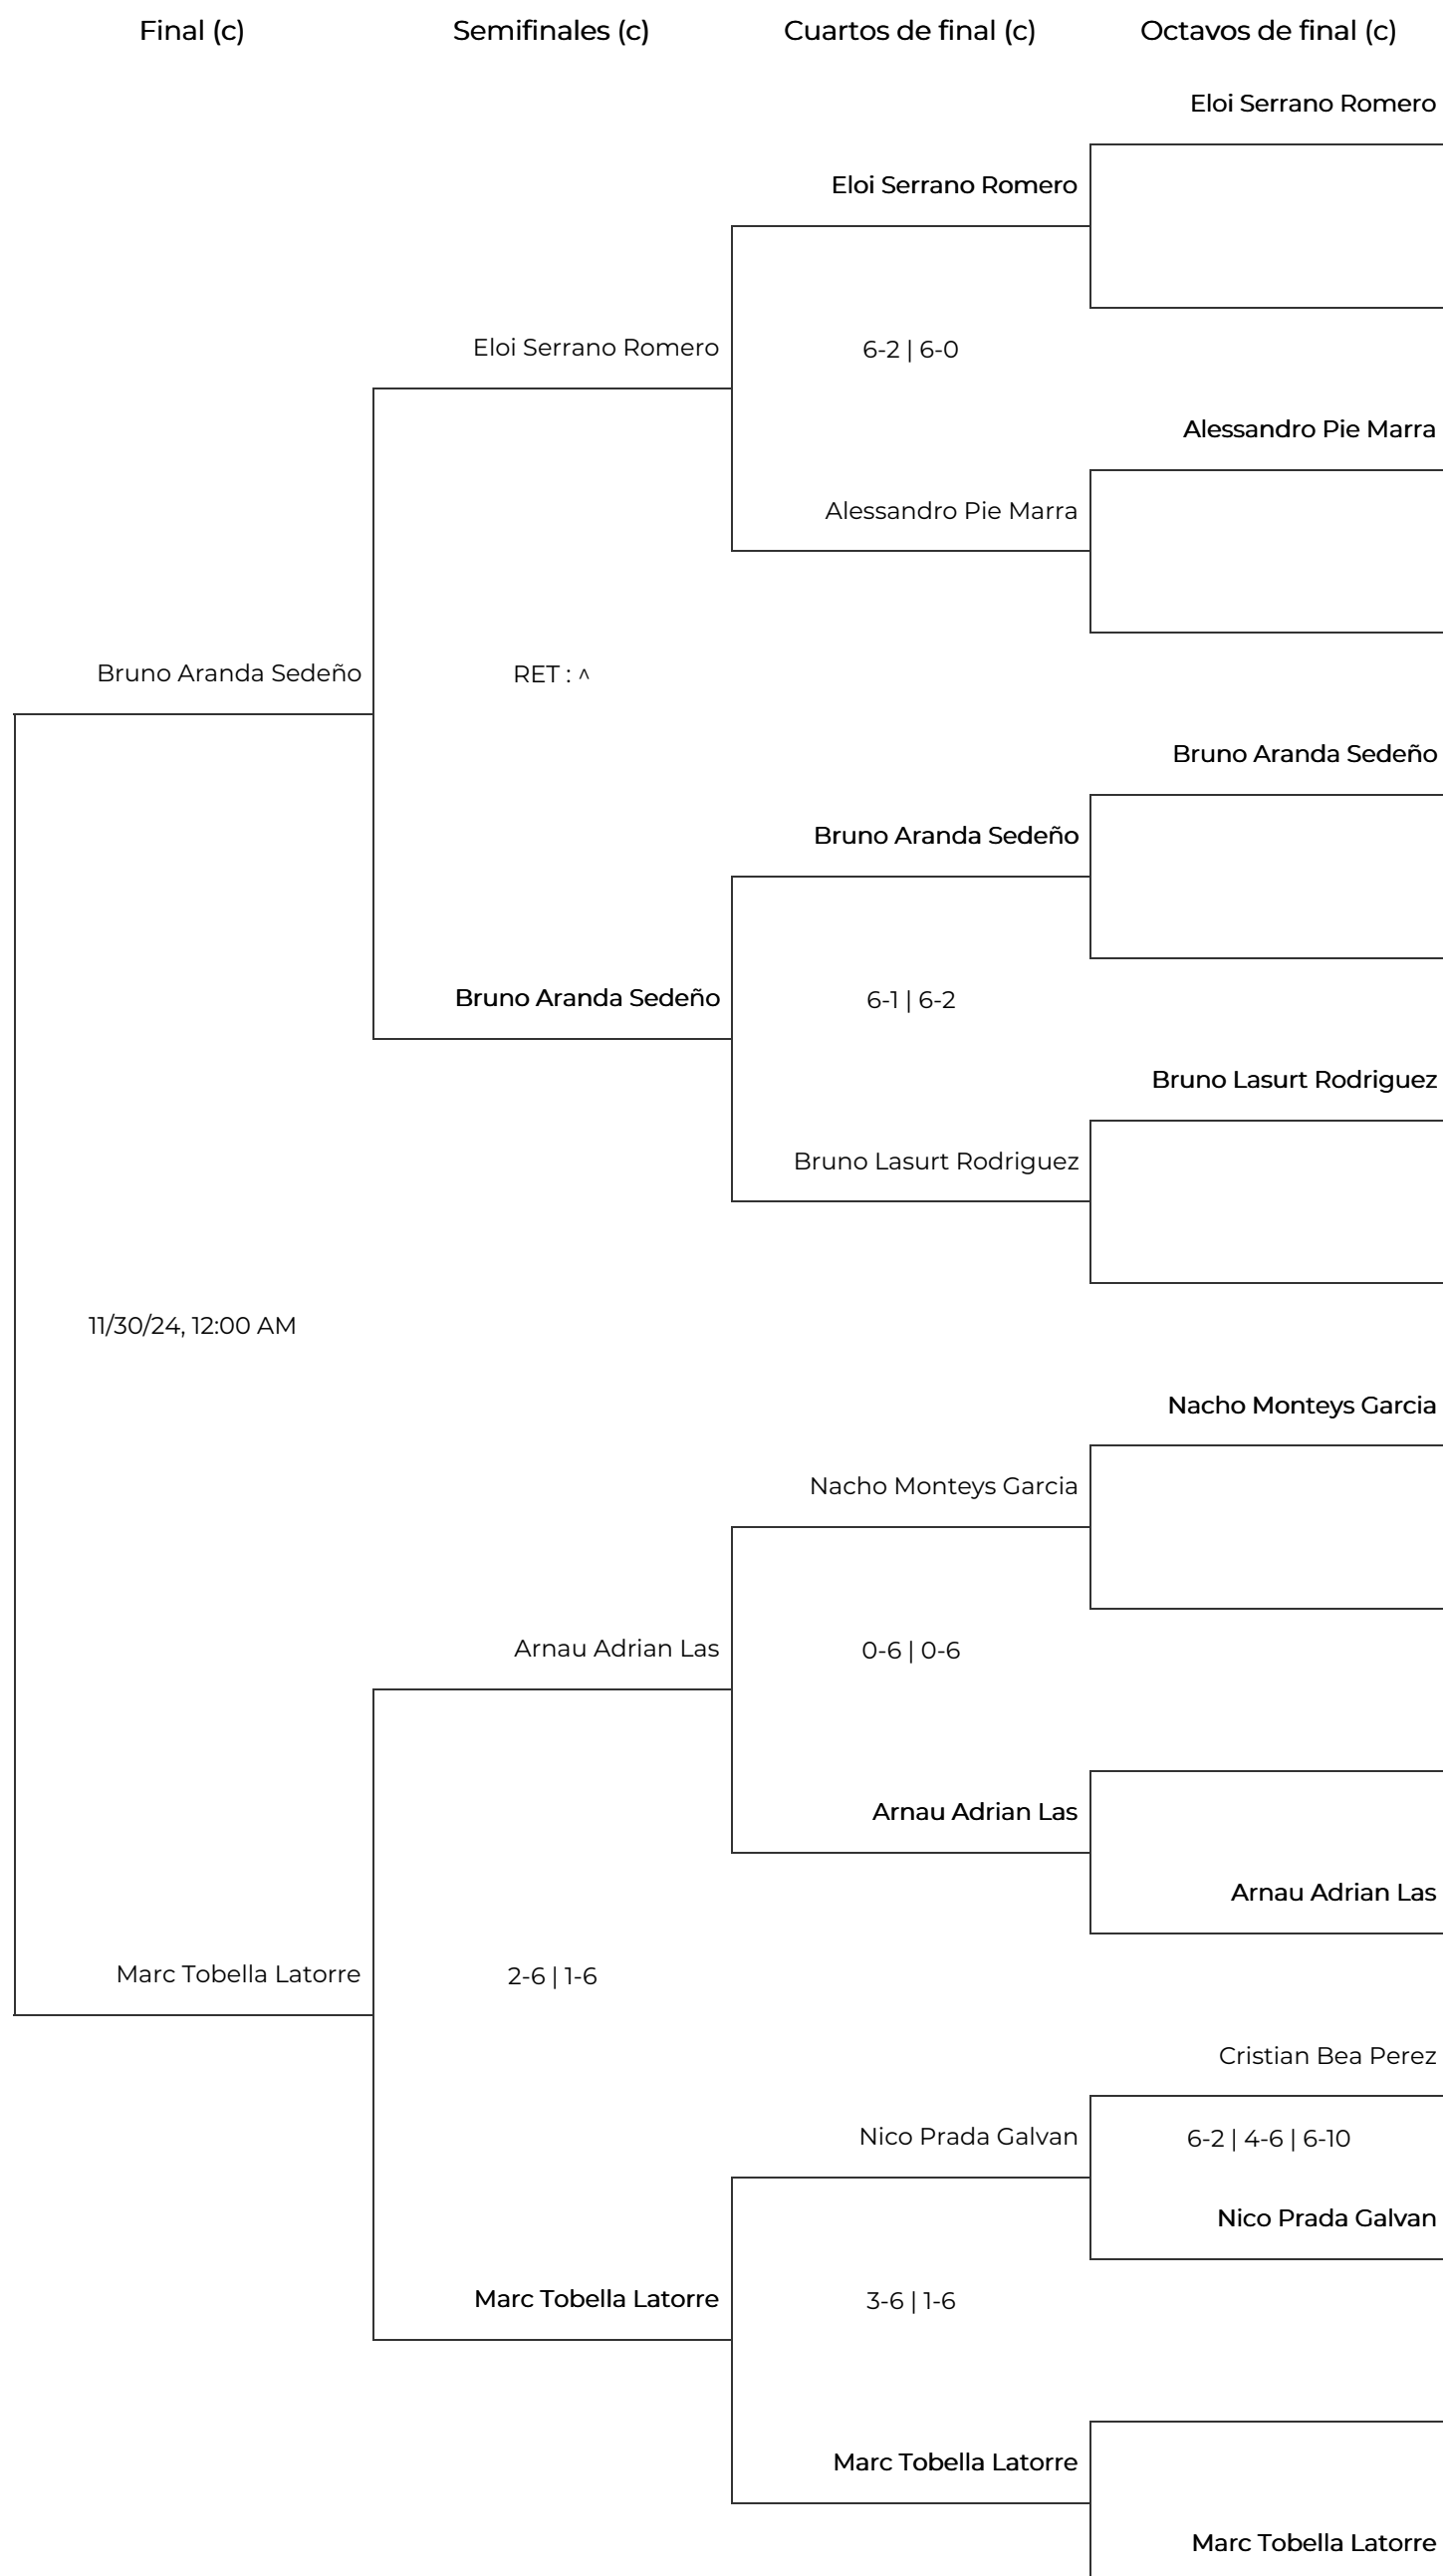 Final (c)
Semifinales (c)
Cuartos de final (c)
Octavos de final (c)
Eloi Serrano Romero
Eloi Serrano Romero
Eloi Serrano Romero
6-2 | 6-0
Alessandro Pie Marra
Alessandro Pie Marra
Bruno Aranda Sedeño
RET : ^
Bruno Aranda Sedeño
Bruno Aranda Sedeño
Bruno Aranda Sedeño
6-1 | 6-2
Bruno Lasurt Rodriguez
Bruno Lasurt Rodriguez
11/30/24, 12:00 AM
Nacho Monteys Garcia
Nacho Monteys Garcia
Arnau Adrian Las
0-6 | 0-6
Arnau Adrian Las
Arnau Adrian Las
Marc Tobella Latorre
2-6 | 1-6
Cristian Bea Perez
Nico Prada Galvan
6-2 | 4-6 | 6-10
Nico Prada Galvan
Marc Tobella Latorre
3-6 | 1-6
Marc Tobella Latorre
Marc Tobella Latorre